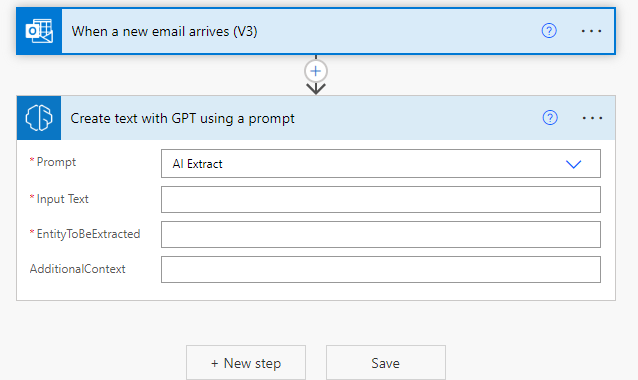 When a new email arrives (V3)
Create text with GPT using a prompt
* Prompt
AI Extract
* Input Text
* EntityToBeExtracted
AdditionalContext
+ New step
Save